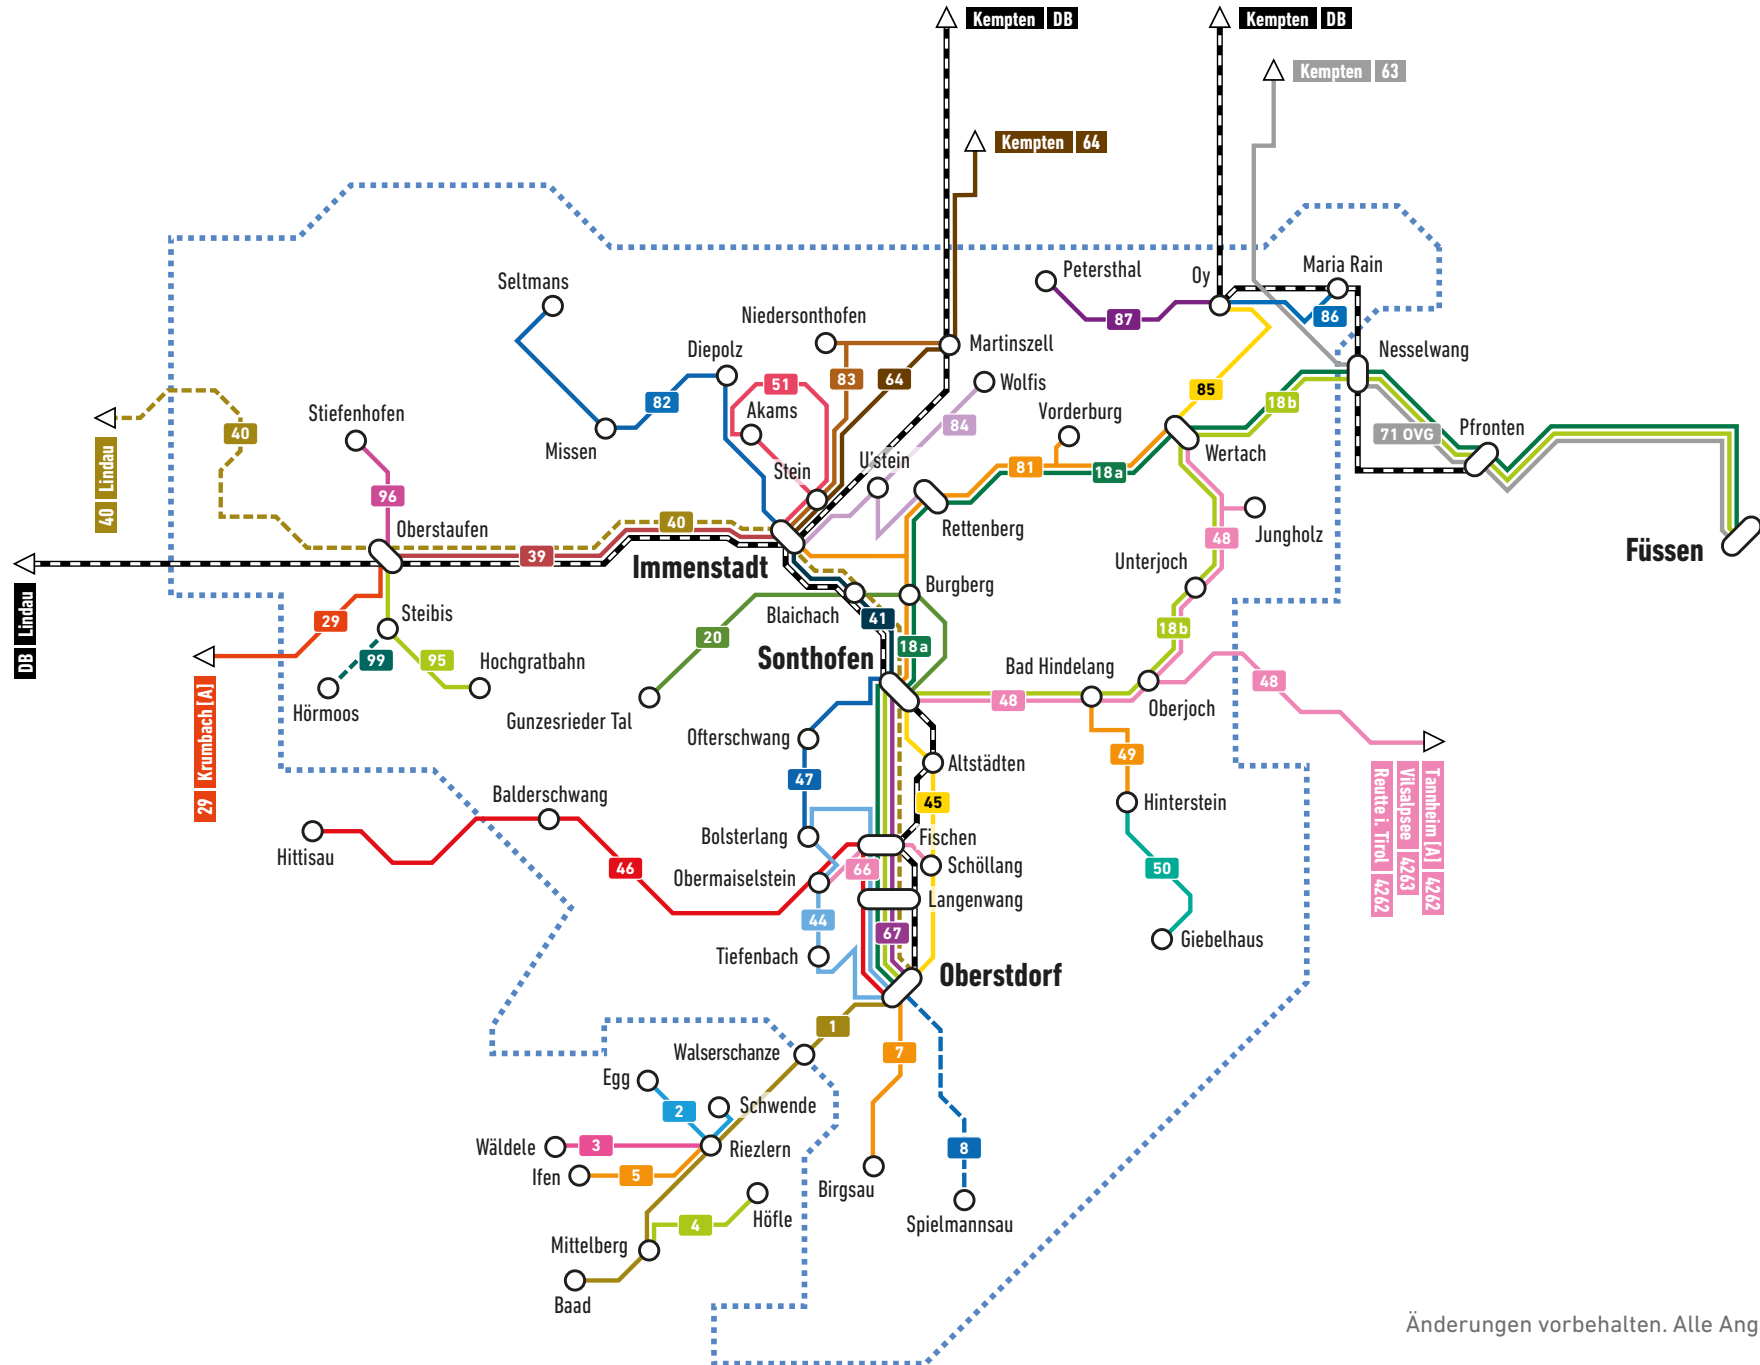 Kempten DB
Kempten DB
Kempten 63
Kempten 64
Petersthal
Oy
Maria Rain
Seltmans
Niedersonthofen
87
86
Martinszell
Nesselwang
Diepolz
51
83
64
Wolfis
85
18b
82
Akams
Vorderburg
Stiefenhofen
40
84
71 OVG
Pfronten
Missen
Wertach
U'stein
Stein
81
18a
40 Lindau
96
Oberstaufen
40
Rettenberg
Jungholz
48
39
Immenstadt
Füssen
Unterjoch
Burgberg
DB Lindau
Steibis
29
Blaichach
41
20
18b
18a
99
95
Hochgratbahn
Sonthofen
Bad Hindelang
48
48
Hörmoos
Gunzesrieder Tal
Oberjoch
29 Krumbach [A]
Ofterschwang
49
Altstädten
47
Balderschwang
45
Hinterstein
Tannheim [A] 4262
Vilsalpsee 4263
Reutte i. Tirol 4262
Hittisau
Bolsterlang
Fischen
46
66
Schöllang
50
Obermaiselstein
Langenwang
44
67
Giebelhaus
Tiefenbach
Oberstdorf
1
Walserschanze
7
Egg
2
Schwende
Wäldele
3
Riezlern
8
Ifen
5
Birgsau
Höfle
4
Spielmannsau
Mittelberg
Baad
Änderungen vorbehalten. Alle Ang